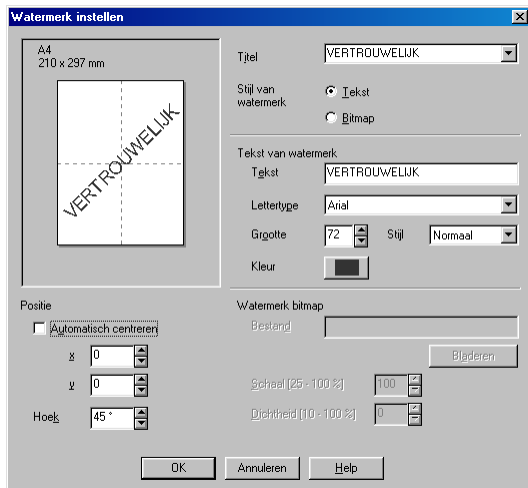 Watermerk instellen
A4
210 x 297 mm
VERTROUWELIJK
Titel VERTROUWELIJK
Stijl van watermerk
Tekst
Bitmap
Tekst van watermerk
Tekst VERTROUWELIJK
Lettertype Arial
Grootte 72 Stijl Normaal
Kleur
Positie
Automatisch centreren
x 0
y 0
Hoek 45 °
Watermerk bitmap
Bestand
Bladeren
Schaal [25 - 100 %] 100
Dichtheid [10 - 100 %] 0
OK Annuleren Help